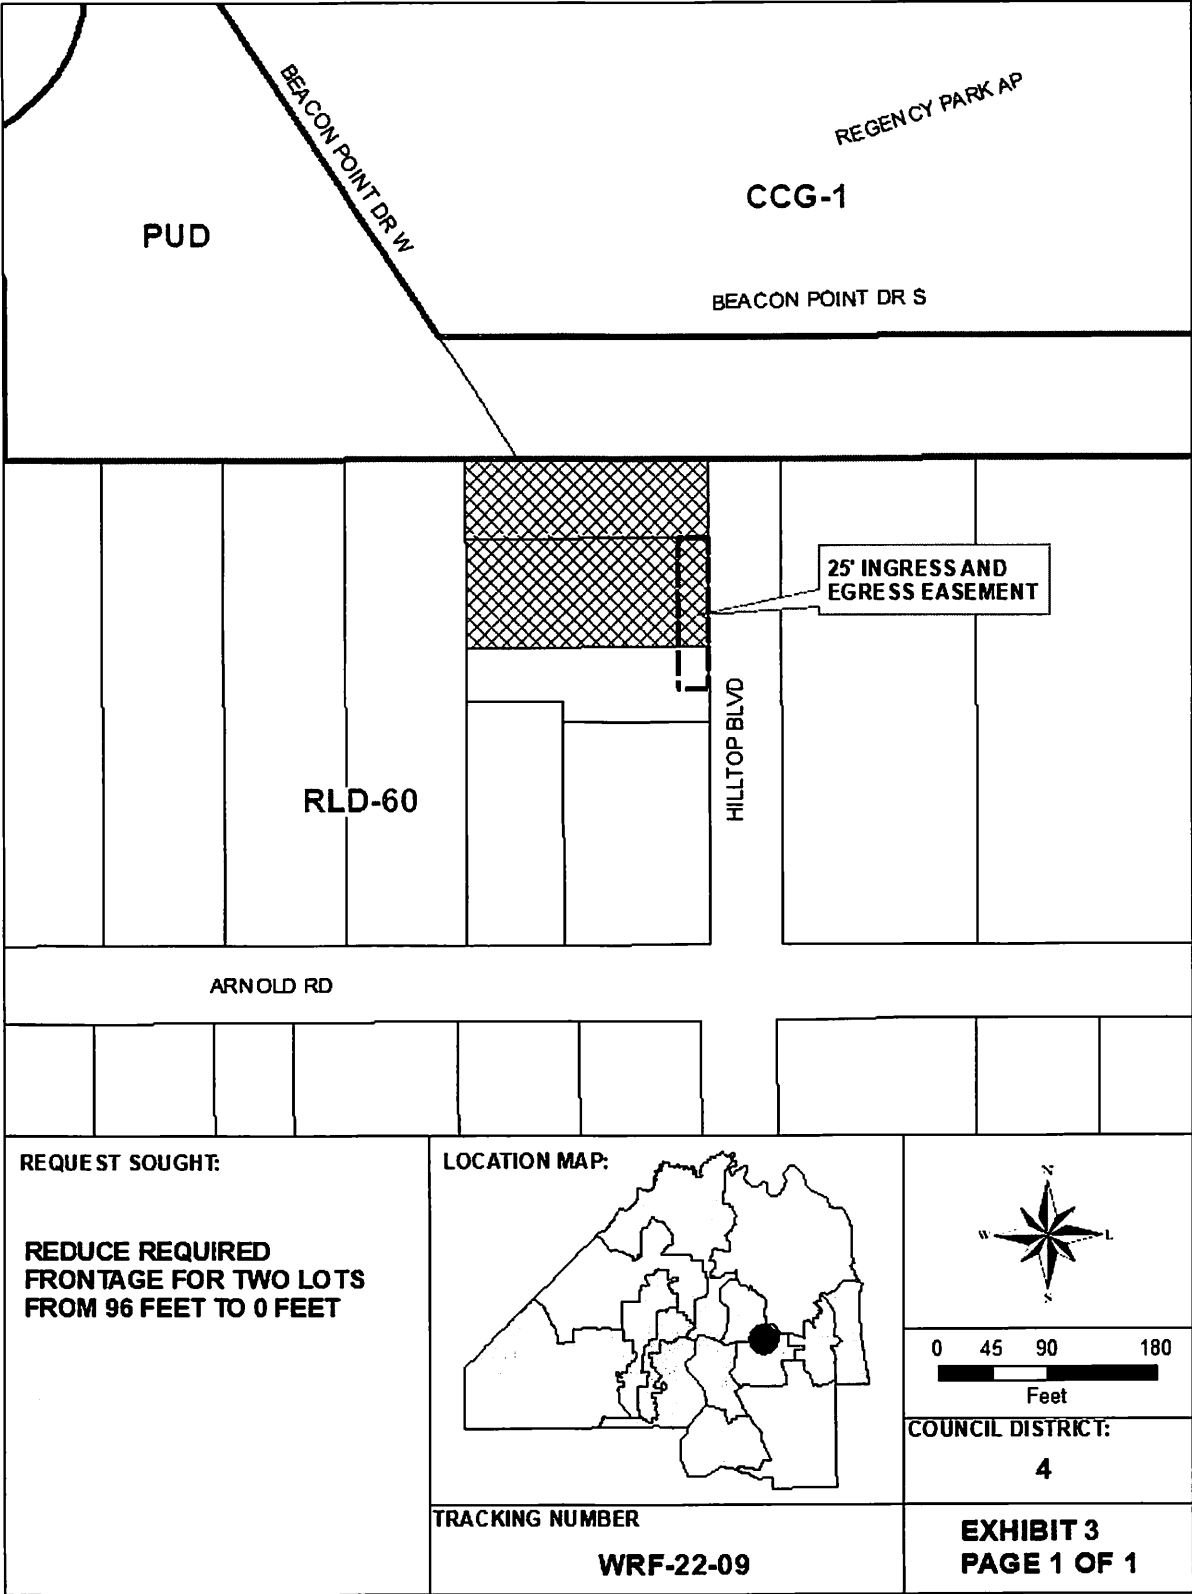 BEACON POINT DR W
REGENCY PARK AP
CCG-1
PUD
BEACON POINT DR S
25' INGRESS AND
EGRESS EASEMENT
HILLTOP BLVD
RLD-60
ARNOLD RD
REQUEST SOUGHT:
REDUCE REQUIRED
FRONTAGE FOR TWO LOTS
FROM 96 FEET TO 0 FEET
LOCATION MAP:
N
W
S
0 45 90 180
Feet
COUNCIL DISTRICT:
4
TRACKING NUMBER
WRF-22-09
EXHIBIT 3
PAGE 1 OF 1